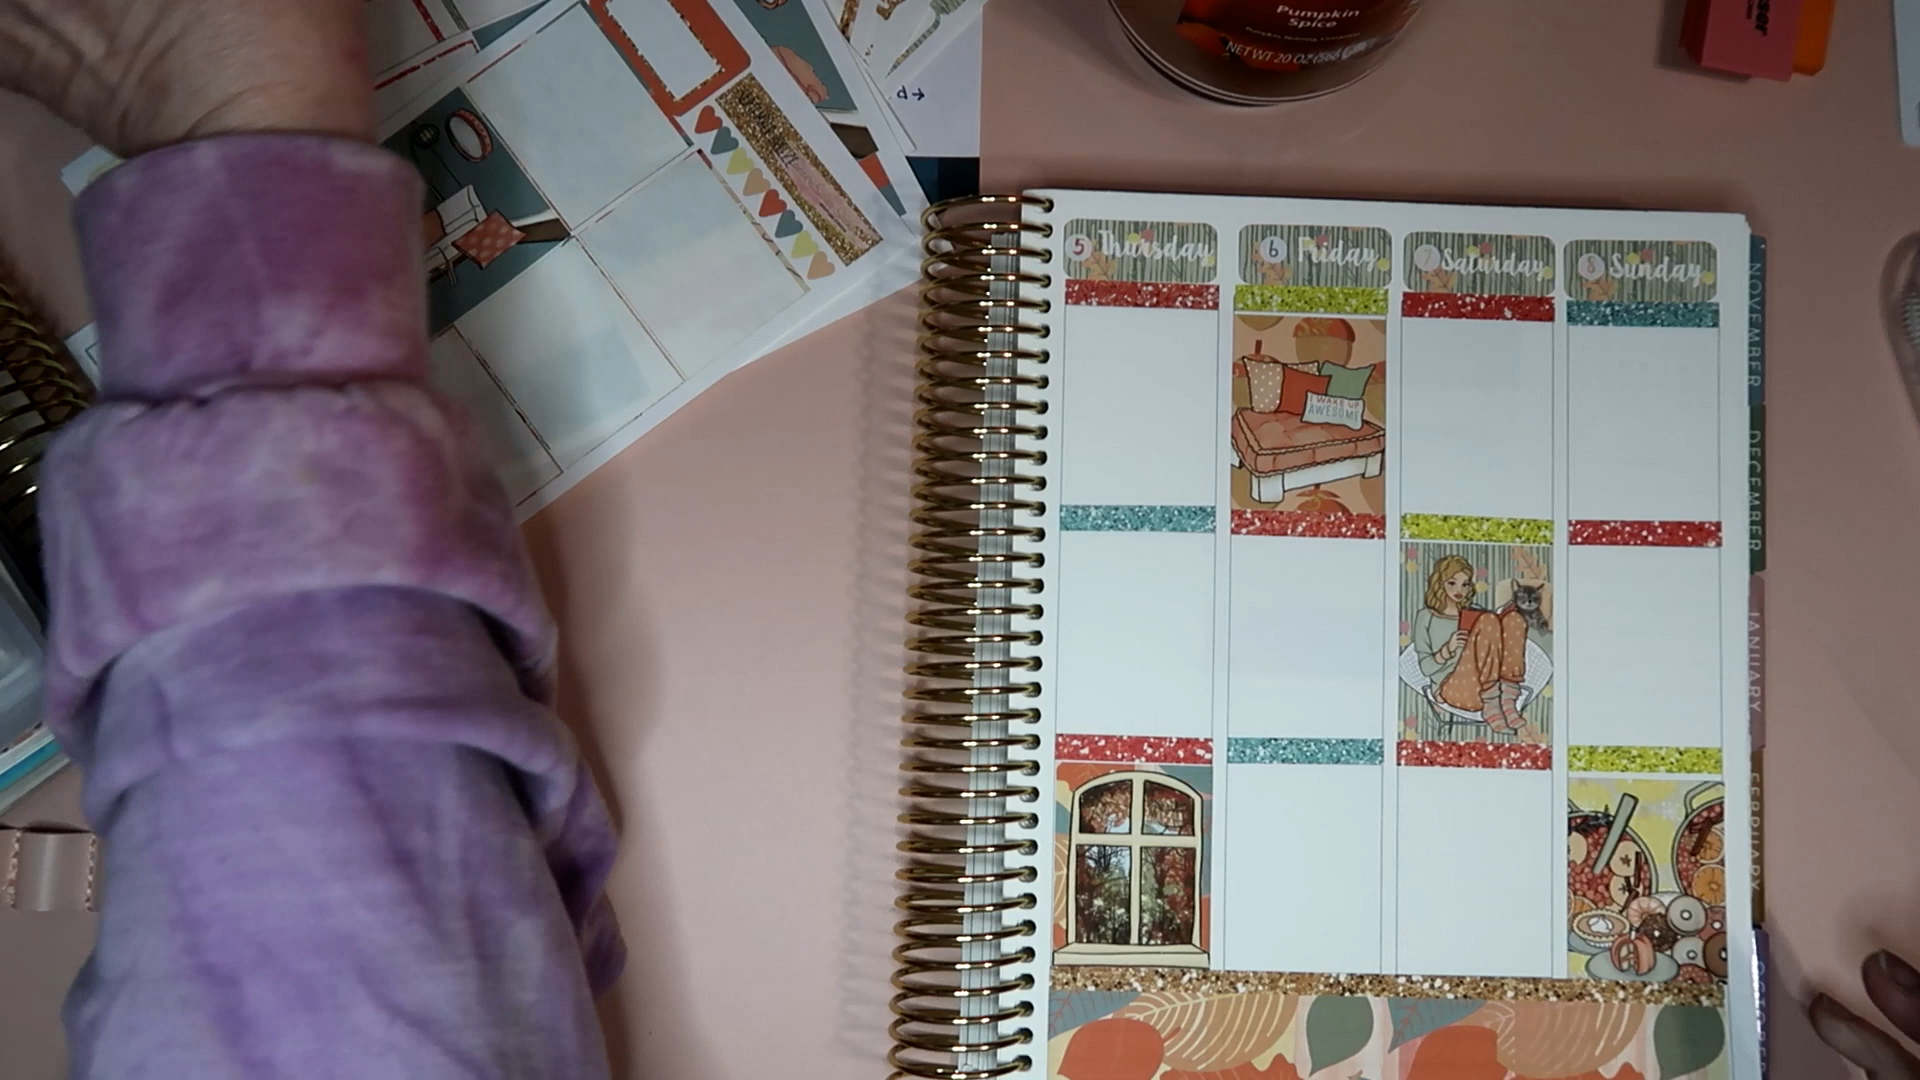 Pumpkin
Spice
NET WT 20 OZ
5 Thursday
6 Friday
7 Saturday
8 Sunday
I WAKE UP
AWESOME
NOVEMBER
DECEMBER
JANUARY
FEBRUARY